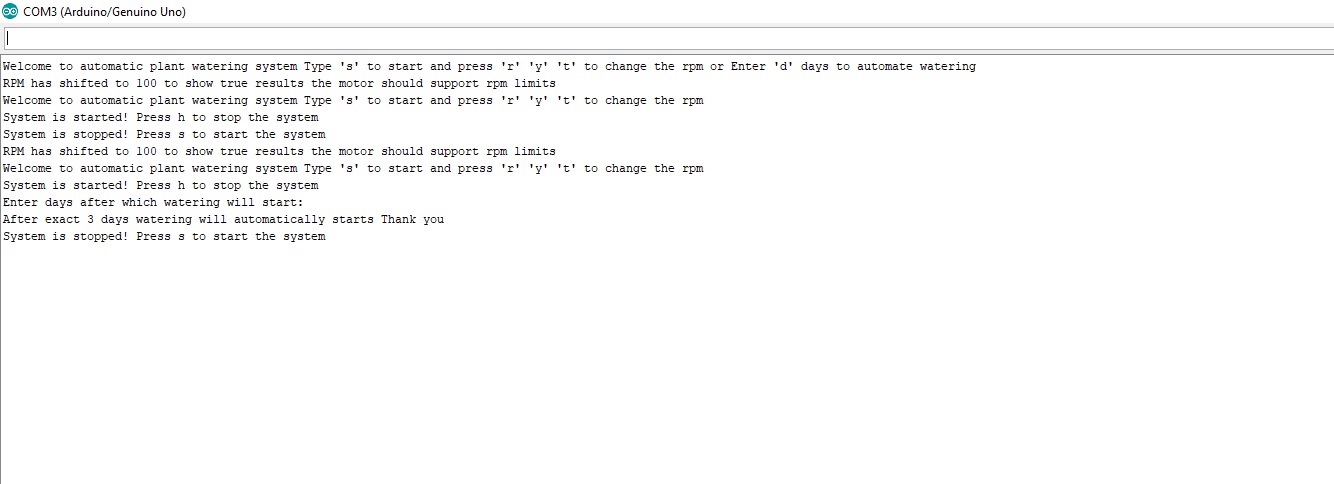 COM3 (Arduino/Genuino Uno)
Welcome to automatic plant watering system Type 's' to start and press 'r' 'y' 't' to change the rpm or Enter 'd' days to automate watering
RPM has shifted to 100 to show true results the motor should support rpm limits
Welcome to automatic plant watering system Type 's' to start and press 'r' 'y' 't' to change the rpm
System is started! Press h to stop the system
System is stopped! Press s to start the system
RPM has shifted to 100 to show true results the motor should support rpm limits
Welcome to automatic plant watering system Type 's' to start and press 'r' 'y' 't' to change the rpm
System is started! Press h to stop the system
Enter days after which watering will start:
After exact 3 days watering will automatically starts Thank you
System is stopped! Press s to start the system